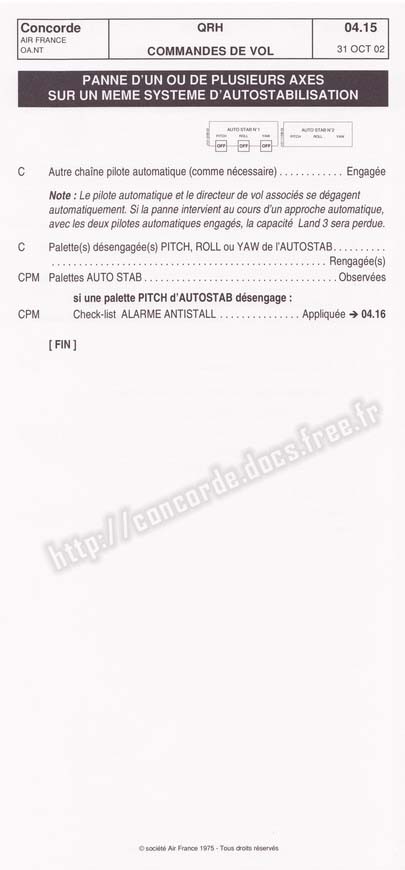 Concorde
AIR FRANCE
OA.NT
QRH
COMMANDES DE VOL
04.15
31 OCT 02
PANNE D'UN OU DE PLUSIEURS AXES
SUR UN MEME SYSTEME D'AUTOSTABILISATION
AUTO STAB N°1
PITCH ROLL YAW
OFF OFF OFF
AUTO STAB N°2
PITCH ROLL YAW
C Autre chaîne pilote automatique (comme nécessaire) . . . . . . . . . . . . Engagée
Note : Le pilote automatique et le directeur de vol associés se dégagent
automatiquement. Si la panne intervient au cours d'un approche automatique,
avec les deux pilotes automatiques engagés, la capacité Land 3 sera perdue.
C Palette(s) désengagée(s) PITCH, ROLL ou YAW de l'AUTOSTAB. . . . . . . . . .
. . . . . . . . . . . . . . . . . . . . . . . . . . . . . . . . . . . . . . . . . . . . . . . . . . . Rengagée(s)
CPM Palettes AUTO STAB . . . . . . . . . . . . . . . . . . . . . . . . . . . . . . . . . . . . Observées
si une palette PITCH d'AUTOSTAB désengage :
CPM Check-list ALARME ANTISTALL . . . . . . . . . . . . . . . Appliquée ➔ 04.16
[ FIN ]
http://concorde.docs.free.fr
© société Air France 1975 - Tous droits réservés